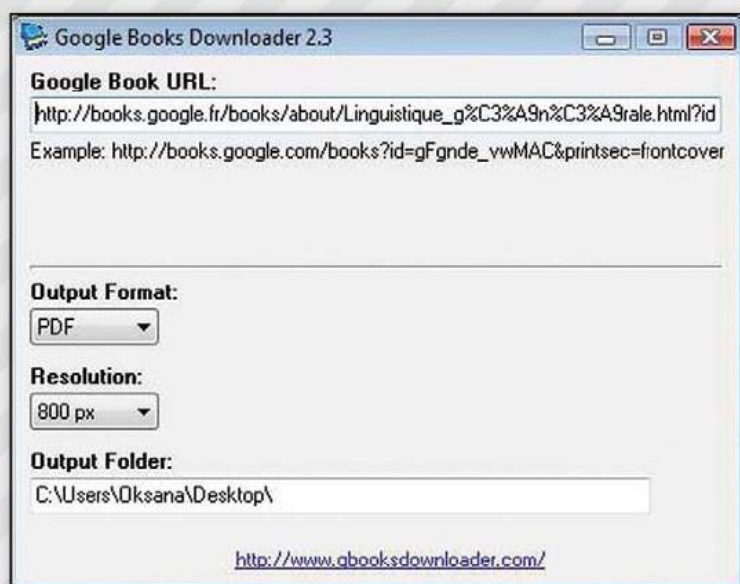 Google Books Downloader 2.3
Google Book URL:
http://books.google.fr/books/about/Linguistique_g%C3%A9n%C3%A9rale.html?id
Example: http://books.google.com/books?id=gFgnde_vwMAC&printsec=frontcover
Output Format:
PDF
Resolution:
800 px
Output Folder:
C:\Users\Oksana\Desktop\
http://www.gbooksdownloader.com/